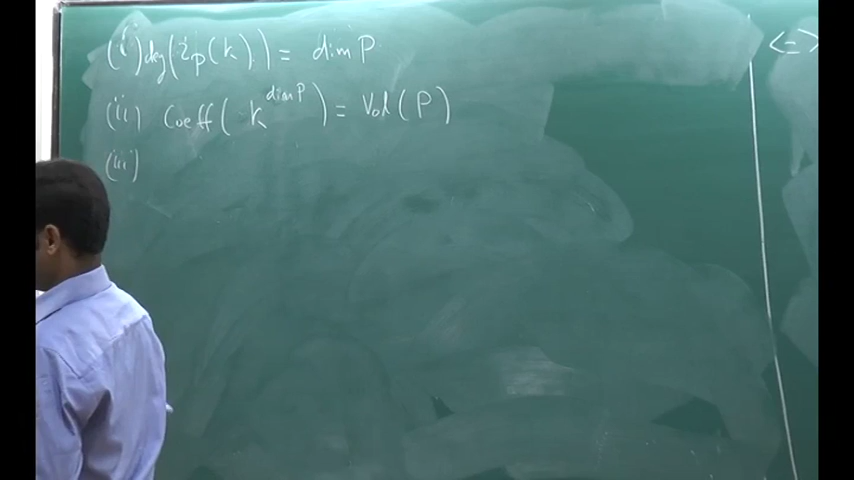 (i) deg(i_P(k)) = dim P
(ii) Coeff( k^{dim P} ) = Vol(P)
(iii)
<=>